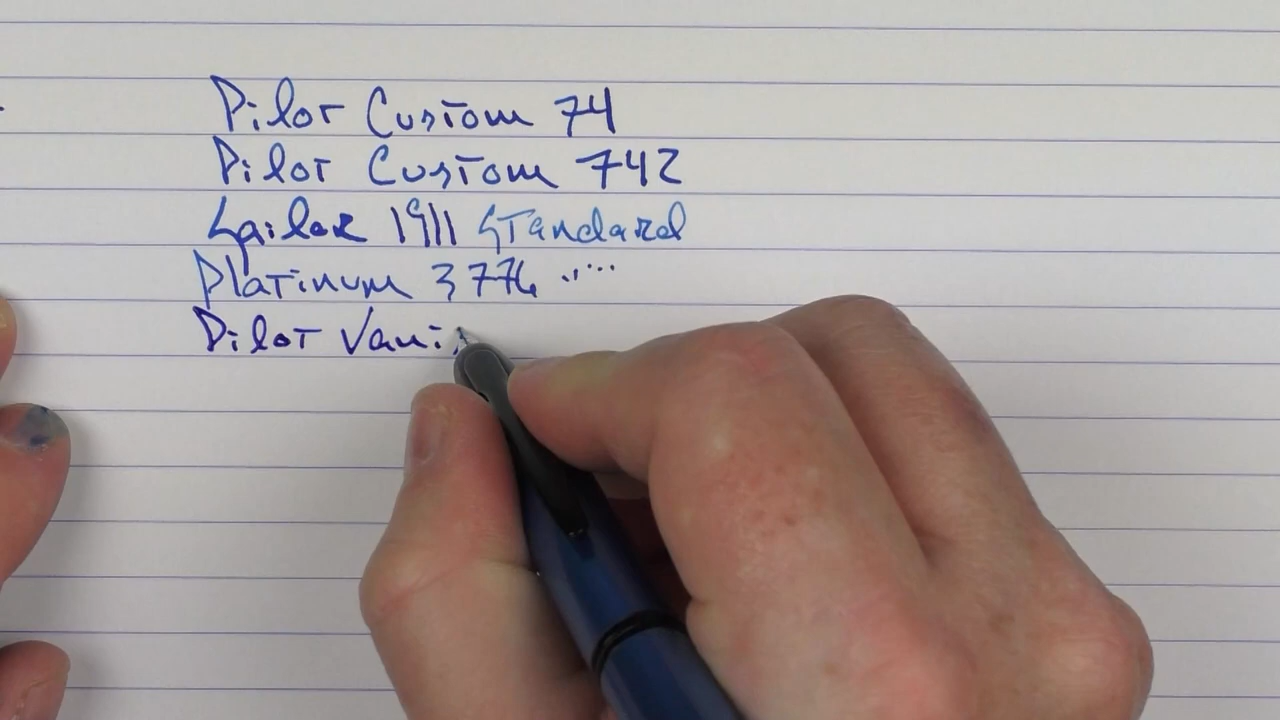 Pilot Custom 74
Pilot Custom 742
Sailor 1911 Standard
Platinum 3776 .....
Pilot Vani